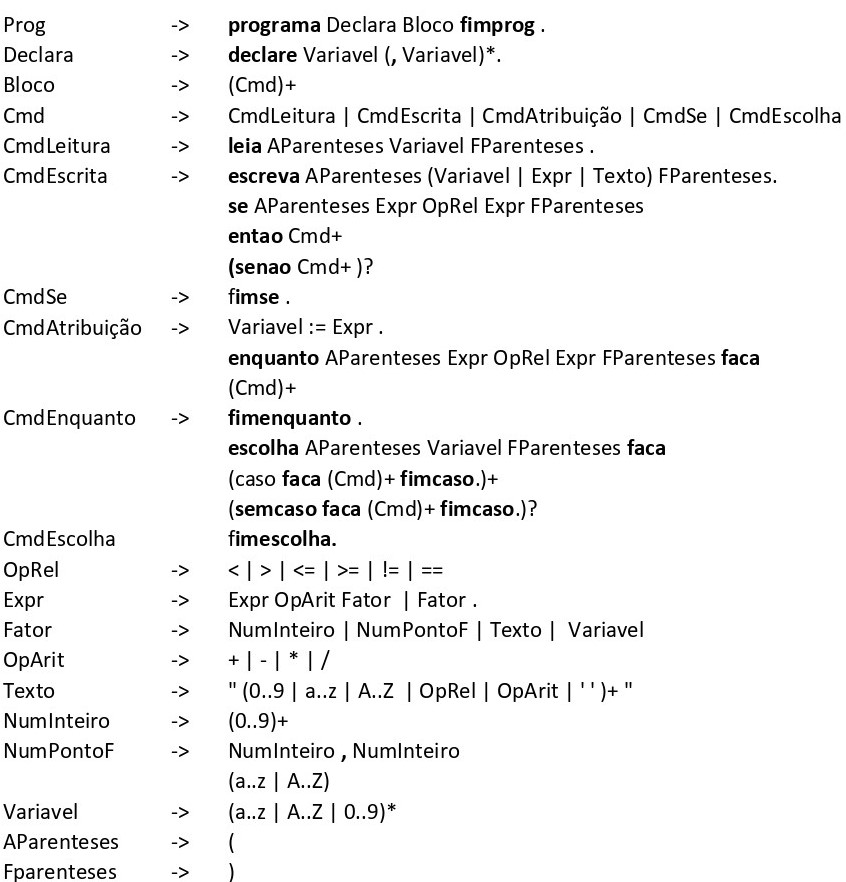 Prog -> programa Declara Bloco fimprog .
Declara -> declare Variavel (, Variavel)*.
Bloco -> (Cmd)+
Cmd -> CmdLeitura | CmdEscrita | CmdAtribuição | CmdSe | CmdEscolha
CmdLeitura -> leia AParenteses Variavel FParenteses .
CmdEscrita -> escreva AParenteses (Variavel | Expr | Texto) FParenteses.
se AParenteses Expr OpRel Expr FParenteses
entao Cmd+
(senao Cmd+ )?
CmdSe -> fimse .
CmdAtribuição -> Variavel := Expr .
enquanto AParenteses Expr OpRel Expr FParenteses faca
(Cmd)+
CmdEnquanto -> fimenquanto .
escolha AParenteses Variavel FParenteses faca
(caso faca (Cmd)+ fimcaso.)+
(semcaso faca (Cmd)+ fimcaso.)?
CmdEscolha fimescolha.
OpRel -> < | > | <= | >= | != | ==
Expr -> Expr OpArit Fator | Fator .
Fator -> NumInteiro | NumPontoF | Texto | Variavel
OpArit -> + | - | * | /
Texto -> " (0..9 | a..z | A..Z | OpRel | OpArit | ' ' )+ "
NumInteiro -> (0..9)+
NumPontoF -> NumInteiro , NumInteiro
(a..z | A..Z)
Variavel -> (a..z | A..Z | 0..9)*
AParenteses -> (
Fparenteses -> )